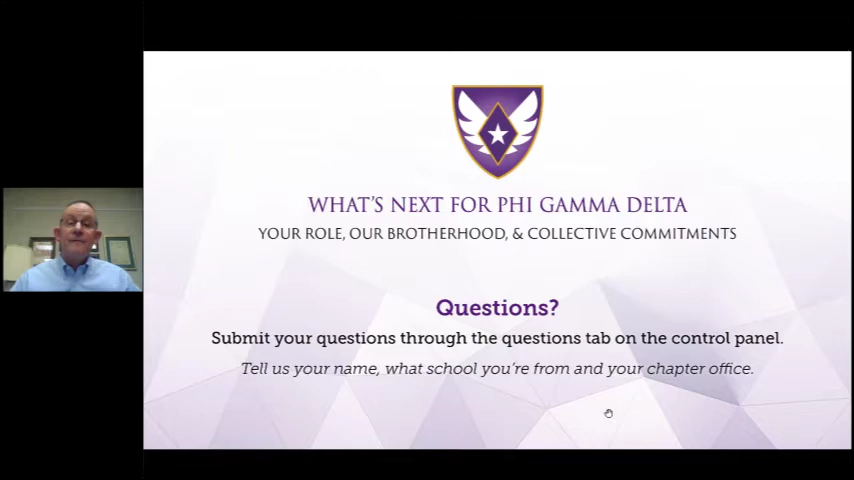 WHAT'S NEXT FOR PHI GAMMA DELTA
YOUR ROLE, OUR BROTHERHOOD, & COLLECTIVE COMMITMENTS
Questions?
Submit your questions through the questions tab on the control panel.
Tell us your name, what school you're from and your chapter office.